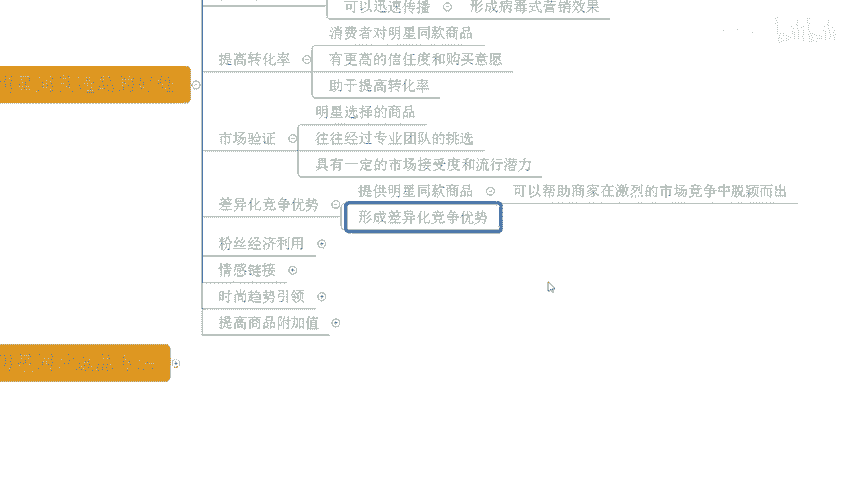 可以迅速传播 形成病毒式营销效果
消费者对明星同款商品
提高转化率 有更高的信任度和购买意愿
助于提高转化率
明星选择的商品
市场验证 往往经过专业团队的挑选
具有一定的市场接受度和流行潜力
提供明星同款商品 可以帮助商家在激烈的市场竞争中脱颖而出
差异化竞争优势
形成差异化竞争优势
粉丝经济利用
情感链接
时尚趋势引领
提高商品附加值